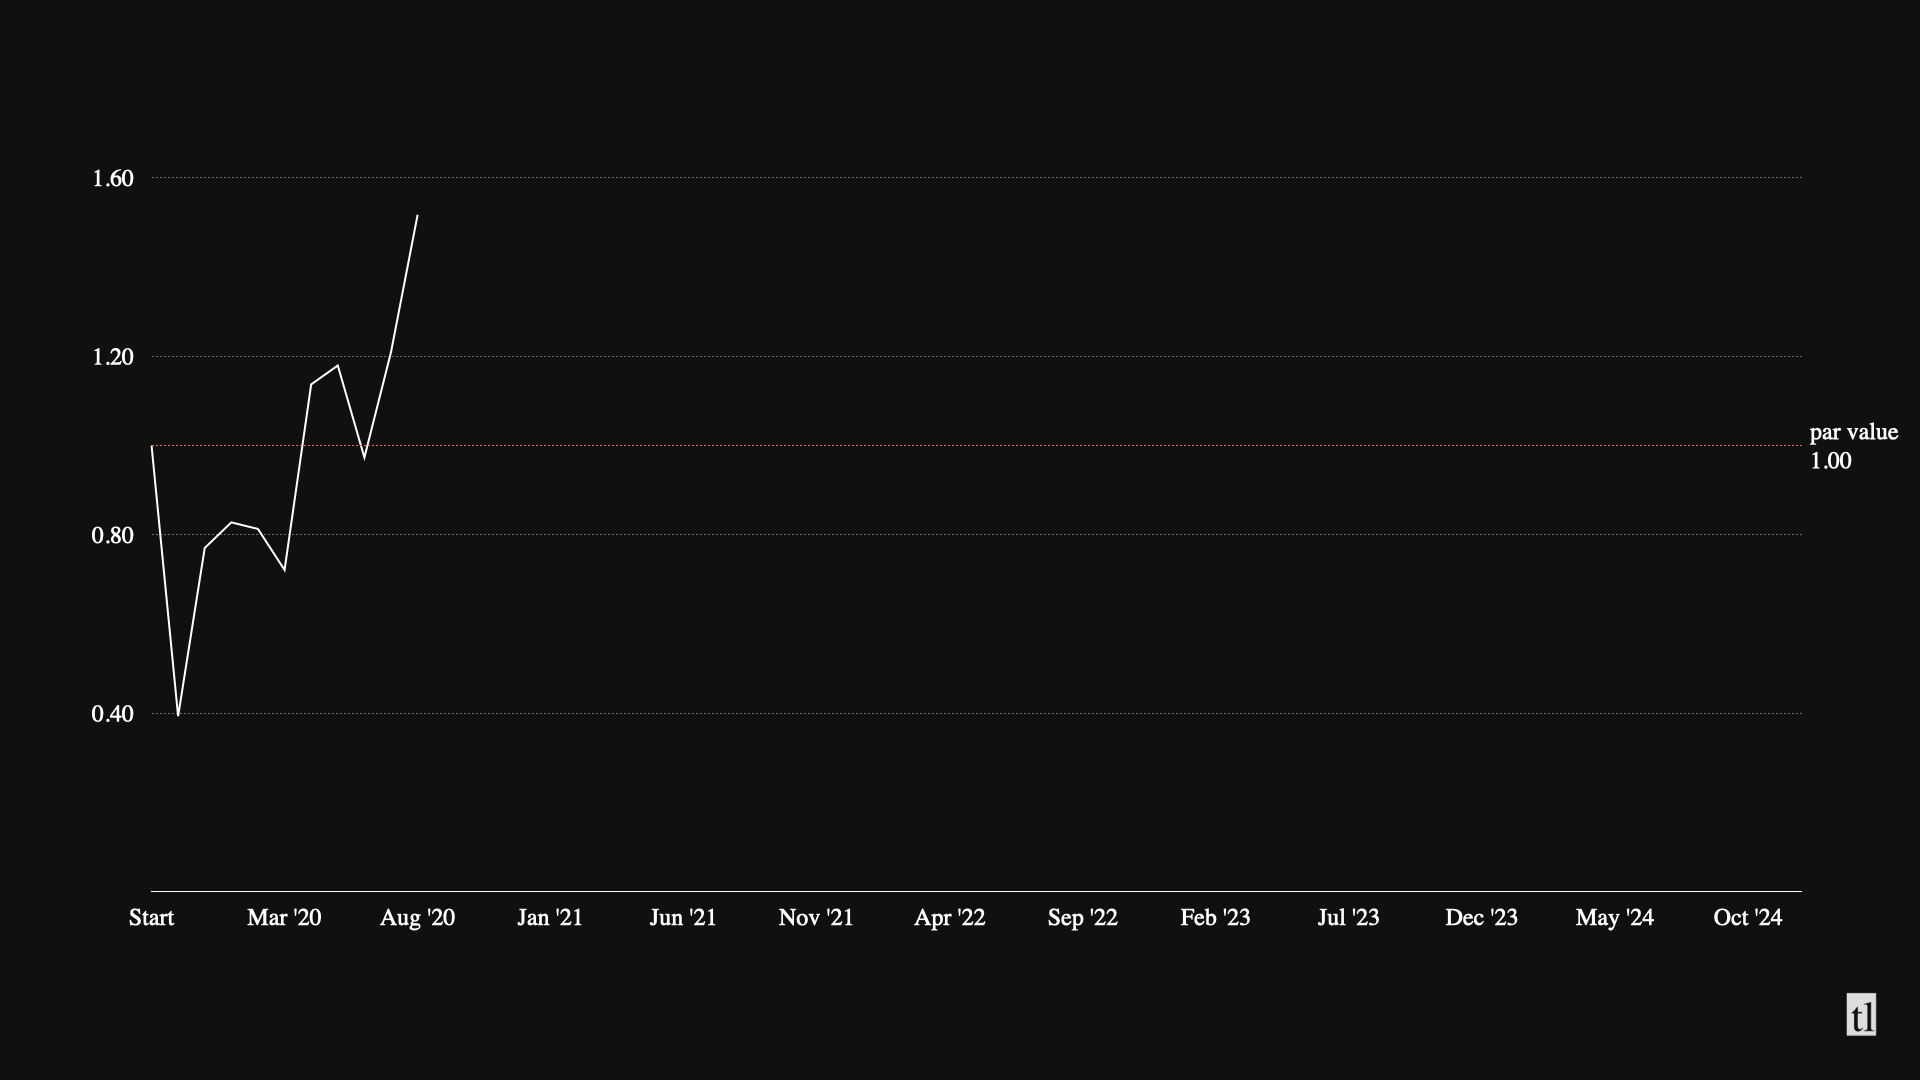 1.60
1.20
par value
1.00
0.80
0.40
Start Mar '20 Aug '20 Jan '21 Jun '21 Nov '21 Apr '22 Sep '22 Feb '23 Jul '23 Dec '23 May '24 Oct '24
tl